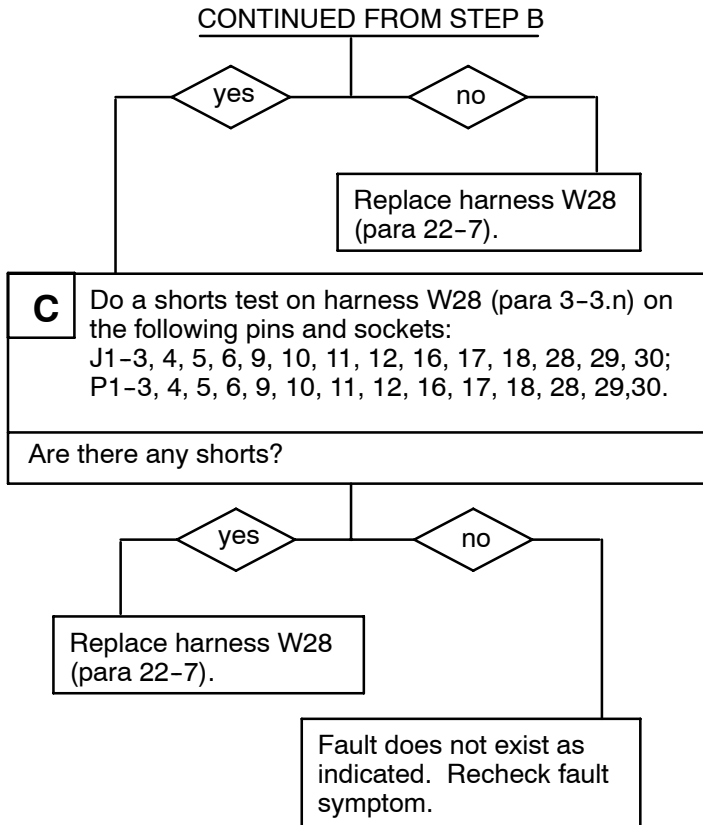 CONTINUED FROM STEP B
yes
no
Replace harness W28
(para 22-7).
C
Do a shorts test on harness W28 (para 3-3.n) on
the following pins and sockets:
J1-3, 4, 5, 6, 9, 10, 11, 12, 16, 17, 18, 28, 29, 30;
P1-3, 4, 5, 6, 9, 10, 11, 12, 16, 17, 18, 28, 29,30.
Are there any shorts?
yes
no
Replace harness W28
(para 22-7).
Fault does not exist as
indicated.  Recheck fault
symptom.